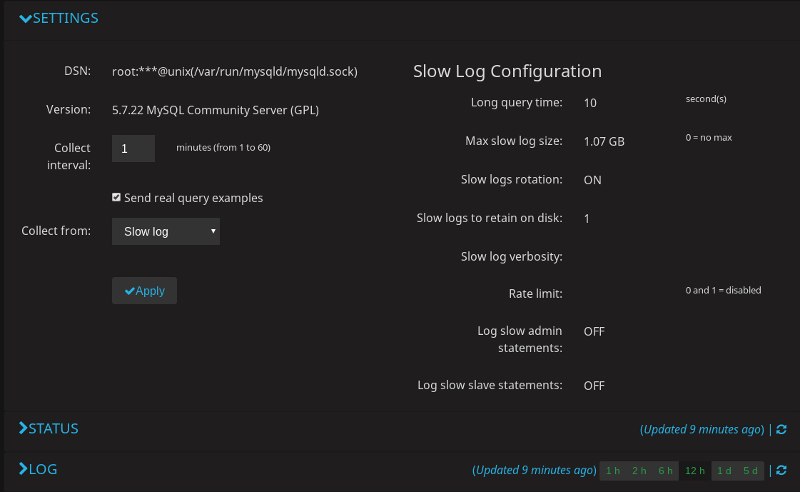 SETTINGS
DSN: root:***@unix(/var/run/mysqld/mysqld.sock)
Version: 5.7.22 MySQL Community Server (GPL)
Collect interval: 1 minutes (from 1 to 60)
Send real query examples
Collect from: Slow log
Apply
Slow Log Configuration
Long query time: 10 second(s)
Max slow log size: 1.07 GB 0 = no max
Slow logs rotation: ON
Slow logs to retain on disk: 1
Slow log verbosity:
Rate limit: 0 and 1 = disabled
Log slow admin statements: OFF
Log slow slave statements: OFF
STATUS (Updated 9 minutes ago) |
LOG (Updated 9 minutes ago) 1 h 2 h 6 h 12 h 1 d 5 d |